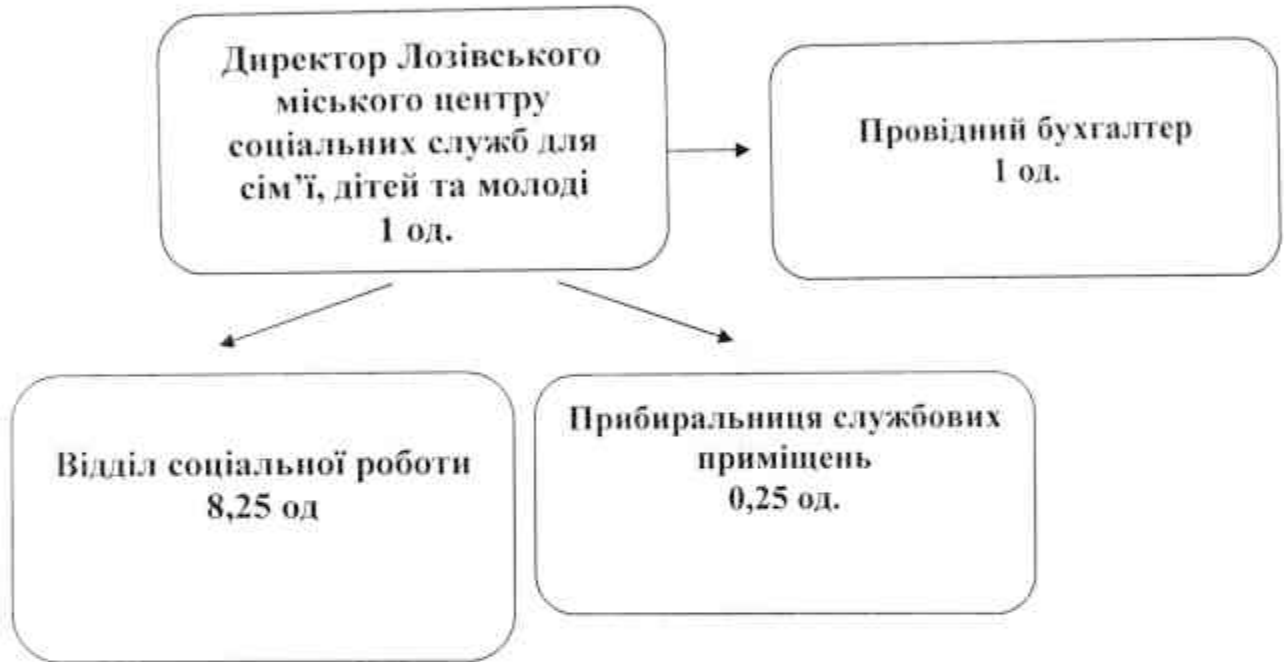 Директор Лозівського
міського центру
соціальних служб для
сім’ї, дітей та молоді
1 од.
Провідний бухгалтер
1 од.
Відділ соціальної роботи
8,25 од
Прибиральниця службових
приміщень
0,25 од.